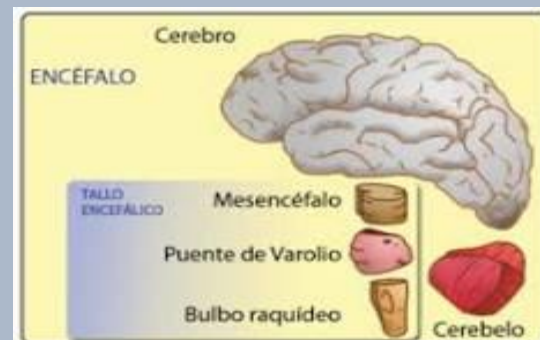 Cerebro
ENCÉFALO
TALLO
ENCEFÁLICO
Mesencéfalo
Puente de Varolio
Bulbo raquídeo
Cerebelo